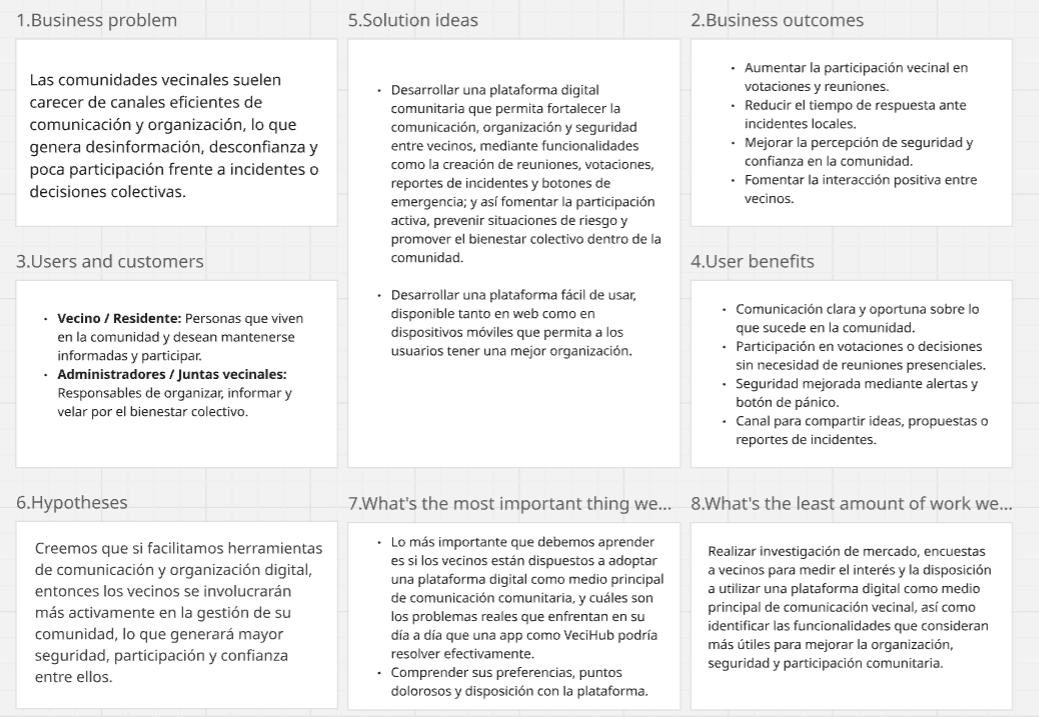 1.Business problem
Las comunidades vecinales suelen
carecer de canales eficientes de
comunicación y organización, lo que
genera desinformación, desconfianza y
poca participación frente a incidentes o
decisiones colectivas.
5.Solution ideas
• Desarrollar una plataforma digital
comunitaria que permita fortalecer la
comunicación, organización y seguridad
entre vecinos, mediante funcionalidades
como la creación de reuniones, votaciones,
reportes de incidentes y botones de
emergencia; y así fomentar la participación
activa, prevenir situaciones de riesgo y
promover el bienestar colectivo dentro de la
comunidad.
• Desarrollar una plataforma fácil de usar,
disponible tanto en web como en
dispositivos móviles que permita a los
usuarios tener una mejor organización.
2.Business outcomes
• Aumentar la participación vecinal en
votaciones y reuniones.
• Reducir el tiempo de respuesta ante
incidentes locales.
• Mejorar la percepción de seguridad y
confianza en la comunidad.
• Fomentar la interacción positiva entre
vecinos.
3.Users and customers
• Vecino / Residente: Personas que viven
en la comunidad y desean mantenerse
informadas y participar.
• Administradores / Juntas vecinales:
Responsables de organizar, informar y
velar por el bienestar colectivo.
4.User benefits
• Comunicación clara y oportuna sobre lo
que sucede en la comunidad.
• Participación en votaciones o decisiones
sin necesidad de reuniones presenciales.
• Seguridad mejorada mediante alertas y
botón de pánico.
• Canal para compartir ideas, propuestas o
reportes de incidentes.
6.Hypotheses
Creemos que si facilitamos herramientas
de comunicación y organización digital,
entonces los vecinos se involucrarán
más activamente en la gestión de su
comunidad, lo que generará mayor
seguridad, participación y confianza
entre ellos.
7.What's the most important thing we...
• Lo más importante que debemos aprender
es si los vecinos están dispuestos a adoptar
una plataforma digital como medio principal
de comunicación comunitaria, y cuáles son
los problemas reales que enfrentan en su
día a día que una app como VeciHub podría
resolver efectivamente.
• Comprender sus preferencias, puntos
dolorosos y disposición con la plataforma.
8.What's the least amount of work we...
Realizar investigación de mercado, encuestas
a vecinos para medir el interés y la disposición
a utilizar una plataforma digital como medio
principal de comunicación vecinal, así como
identificar las funcionalidades que consideran
más útiles para mejorar la organización,
seguridad y participación comunitaria.